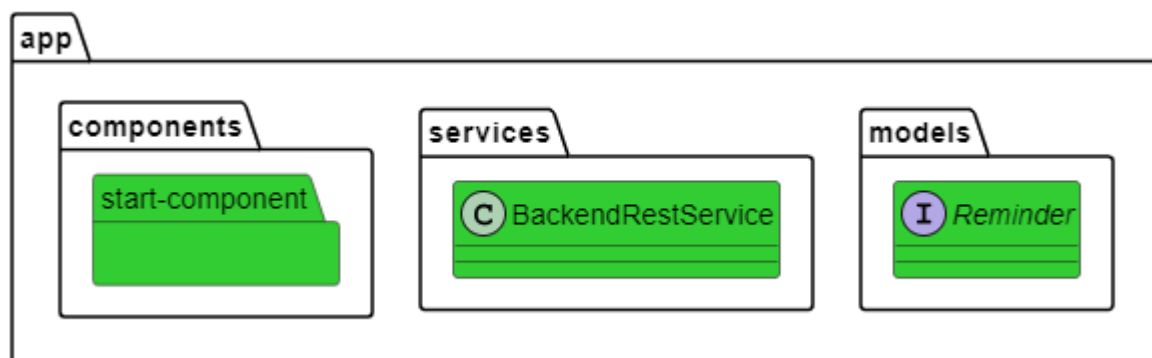 app
components
services
models
start-component
C BackendRestService
I Reminder